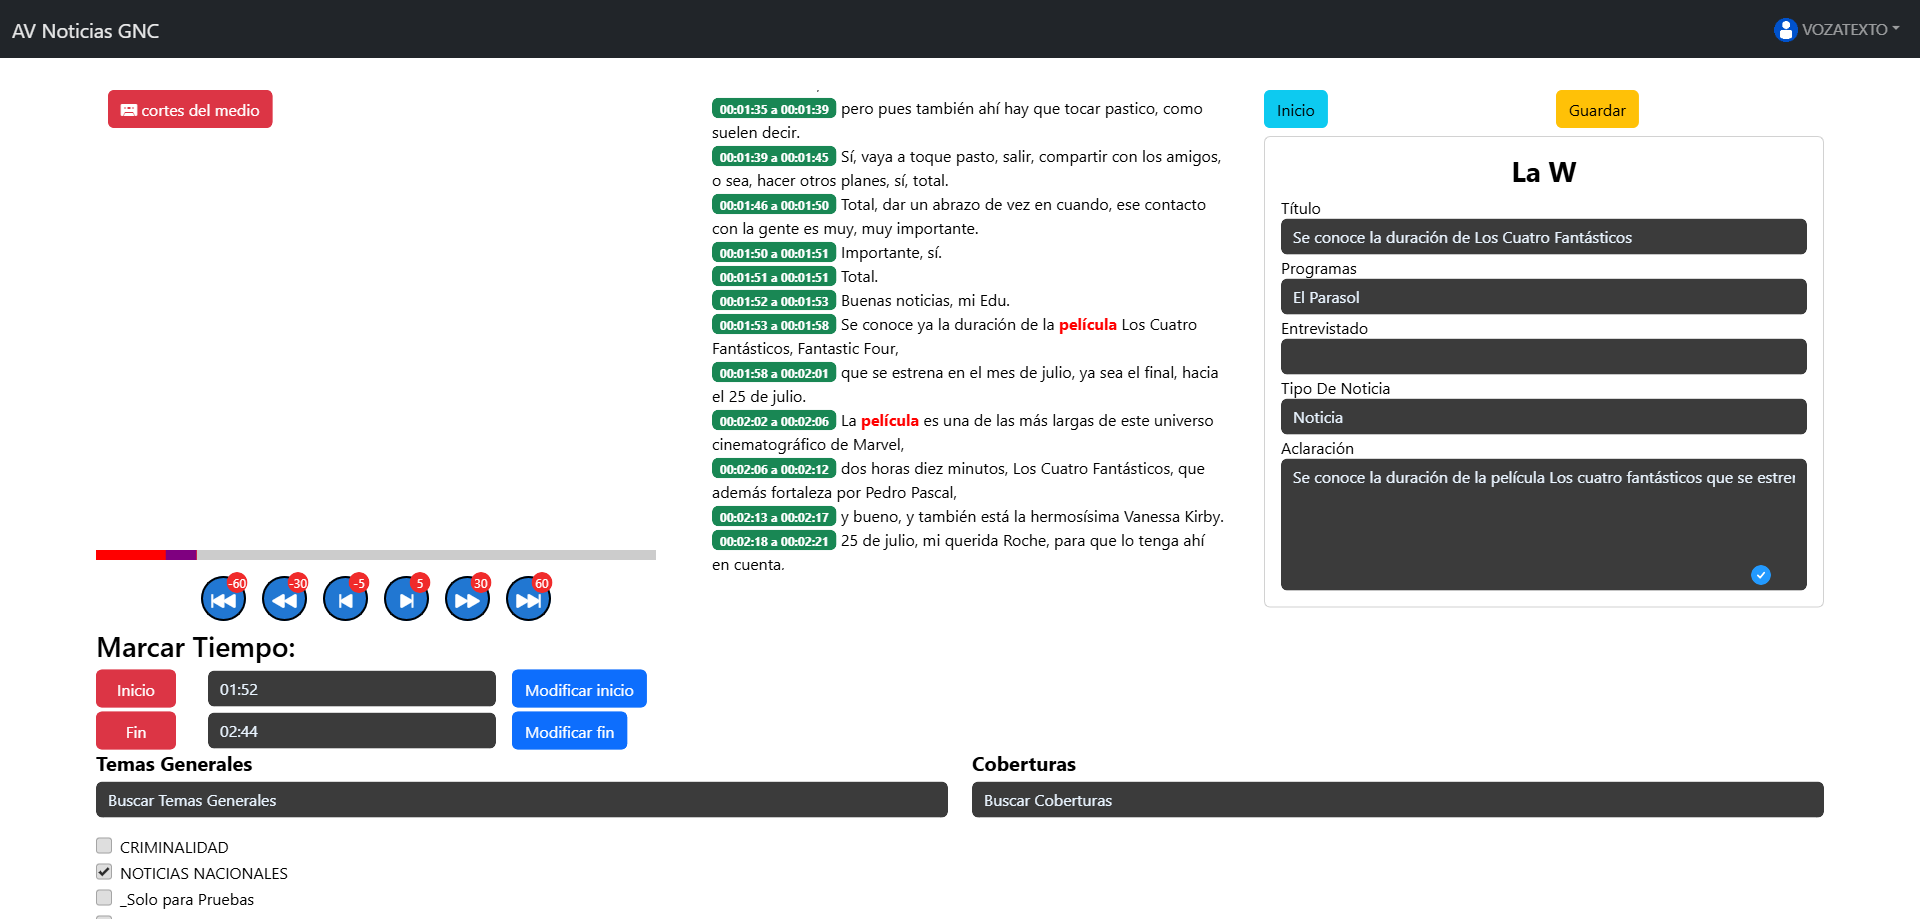 AV Noticias GNC
VOZATEXTO
cortes del medio
00:01:35 a 00:01:39 pero pues también ahí hay que tocar pastico, como
suelen decir.
00:01:39 a 00:01:45 Sí, vaya a toque pasto, salir, compartir con los amigos,
o sea, hacer otros planes, sí, total.
00:01:46 a 00:01:50 Total, dar un abrazo de vez en cuando, ese contacto
con la gente es muy, muy importante.
00:01:50 a 00:01:51 Importante, sí.
00:01:51 a 00:01:51 Total.
00:01:52 a 00:01:53 Buenas noticias, mi Edu.
00:01:53 a 00:01:58 Se conoce ya la duración de la película Los Cuatro
Fantásticos, Fantastic Four,
00:01:58 a 00:02:01 que se estrena en el mes de julio, ya sea el final, hacia
el 25 de julio.
00:02:02 a 00:02:06 La película es una de las más largas de este universo
cinematográfico de Marvel,
00:02:06 a 00:02:12 dos horas diez minutos, Los Cuatro Fantásticos, que
además fortaleza por Pedro Pascal,
00:02:13 a 00:02:17 y bueno, y también está la hermosísima Vanessa Kirby.
00:02:18 a 00:02:21 25 de julio, mi querida Roche, para que lo tenga ahí
en cuenta.
Inicio
Guardar
La W
Título
Se conoce la duración de Los Cuatro Fantásticos
Programas
El Parasol
Entrevistado
Tipo De Noticia
Noticia
Aclaración
Se conoce la duración de la película Los cuatro fantásticos que se estrer
-60 -30 -5 5 30 60
Marcar Tiempo:
Inicio 01:52 Modificar inicio
Fin 02:44 Modificar fin
Temas Generales
Buscar Temas Generales
CRIMINALIDAD
NOTICIAS NACIONALES
_Solo para Pruebas
Coberturas
Buscar Coberturas